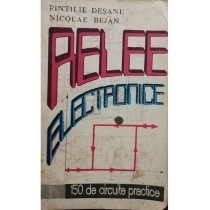 PINTILIE DEȘANU
NICOLAE BEJAN
RELEE
ELECTRONICE
150 de circuite practice